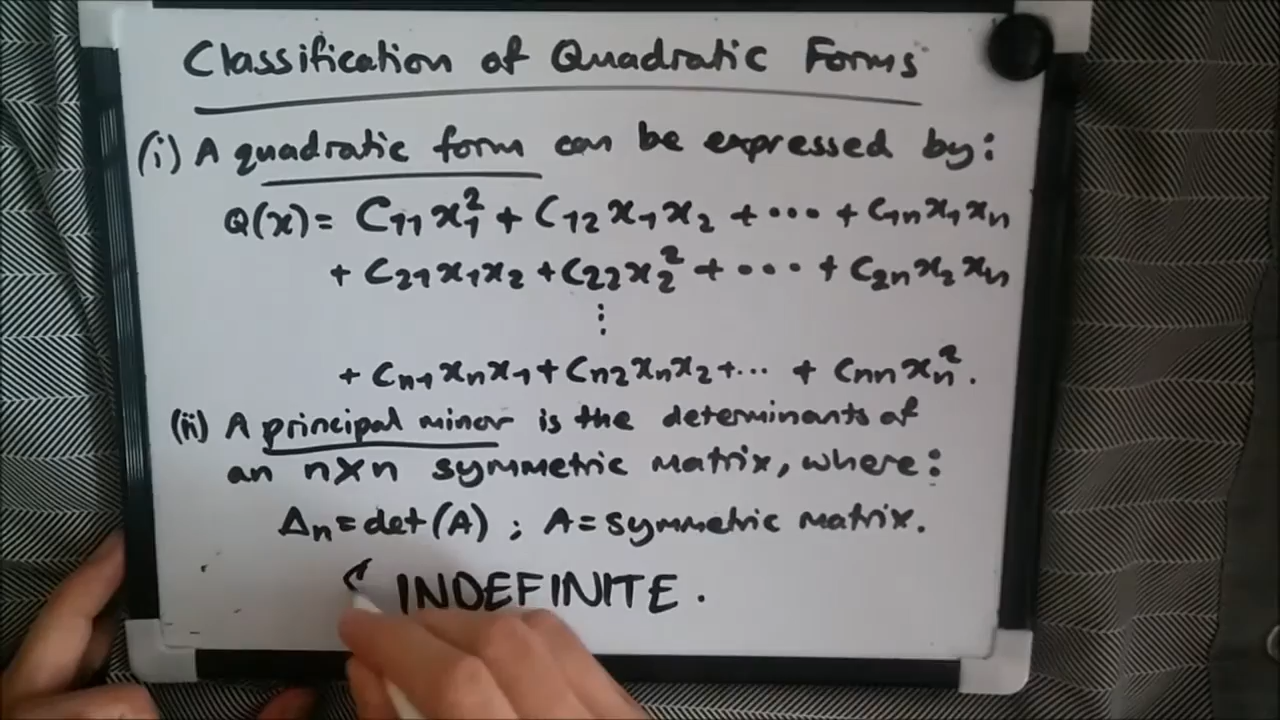 Classification of Quadratic Forms
(i) A quadratic form can be expressed by:
Q(x) = C₁₁x₁² + C₁₂x₁x₂ + ··· + C₁ₙx₁xₙ
+ C₂₁x₁x₂ + C₂₂x₂² + ··· + C₂ₙx₂xₙ
⋮
+ Cₙ₁xₙx₁ + Cₙ₂xₙx₂ + ... + Cₙₙxₙ².
(ii) A principal minor is the determinants of
an n×n symmetric matrix, where:
Δₙ = det(A) ; A = symmetric matrix.
INDEFINITE.